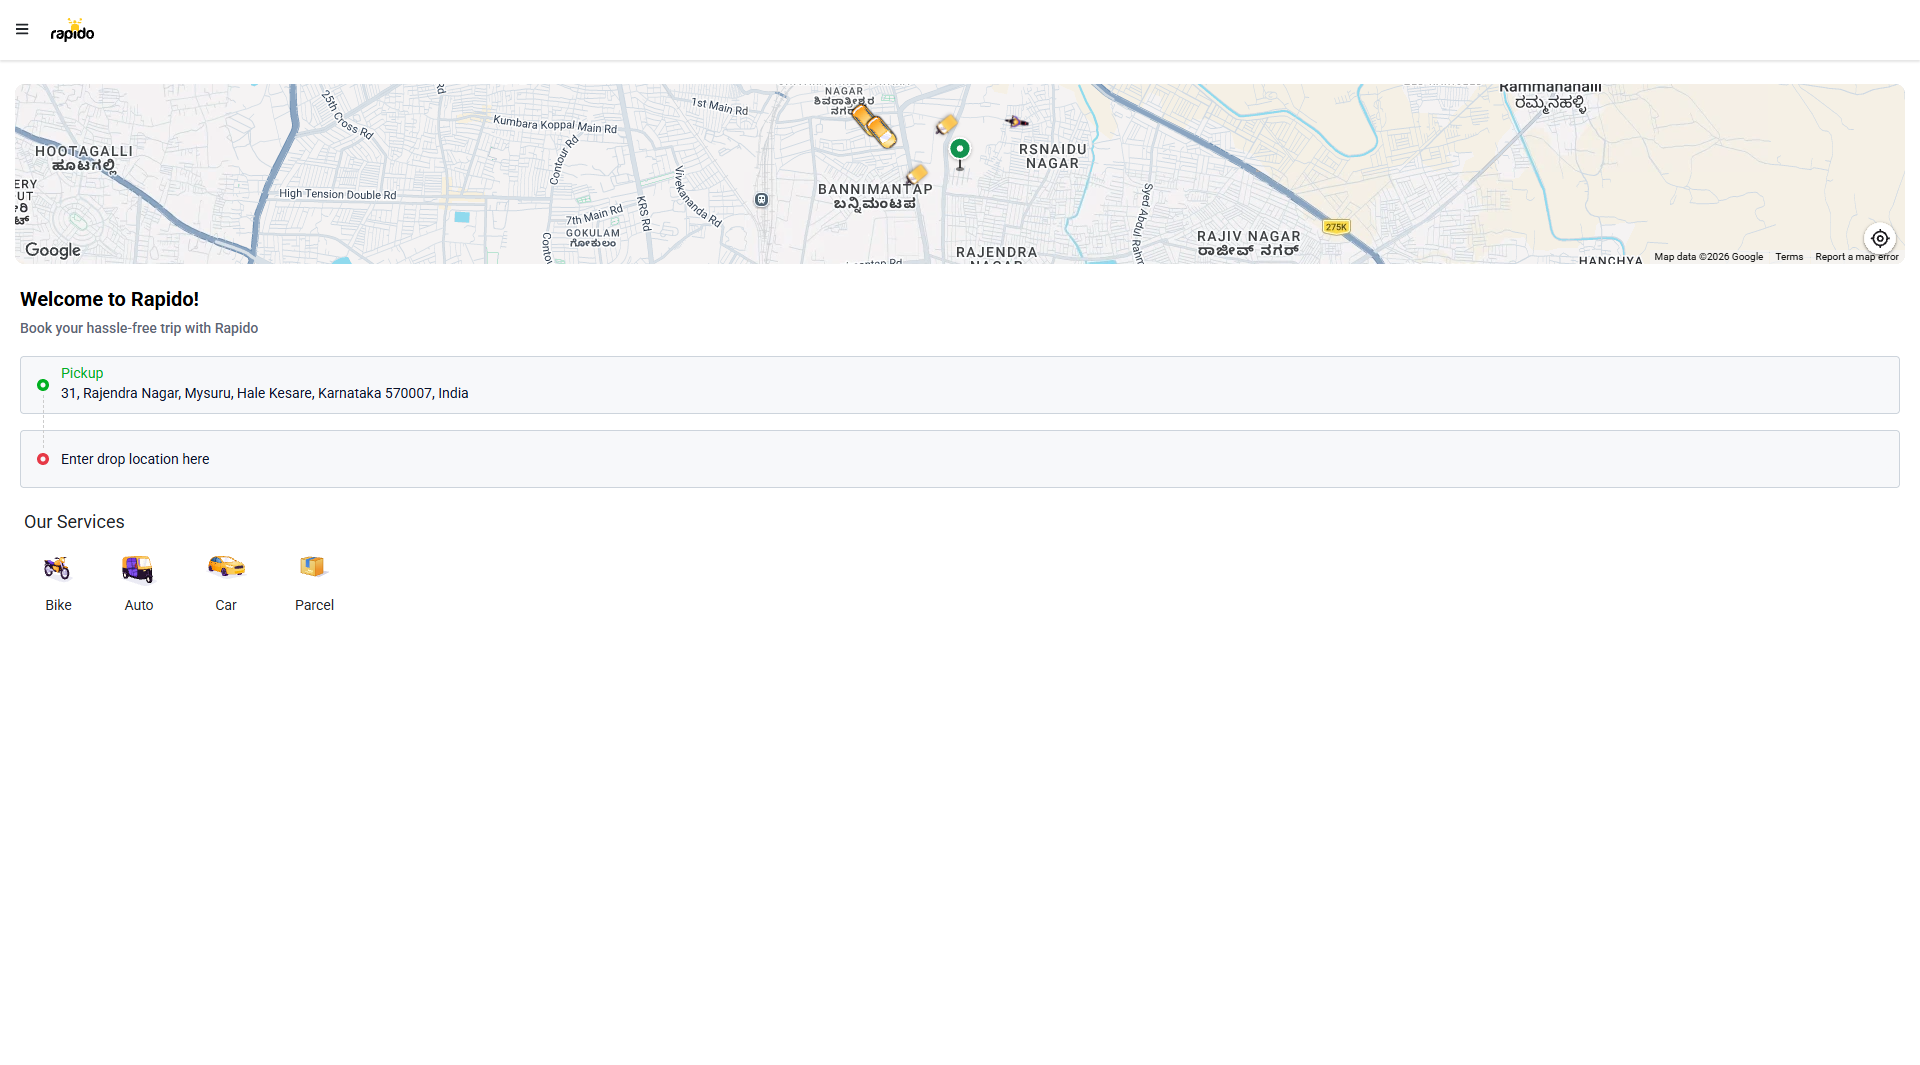 rapido
1st Main Rd
NAGAR
ಶಿವರಾತ್ರೀಶ್ವರ
25th Cross Rd
Kumbara Koppal Main Rd
Rammanahalli
ರಮ್ಮನಹಳ್ಳಿ
HOOTAGALLI
ಹೂಟಗಳ್ಳಿ
Contour Rd
RSNAIDU
NAGAR
High Tension Double Rd
Vivekananda Rd
KRS Rd
BANNIMANTAP
ಬನ್ನಿಮಂಟಪ
Syed Abdul Rahm
7th Main Rd
GOKULAM
ಗೋಕುಲಂ
275K
RAJIV NAGAR
ರಾಜೀವ್ ನಗರ್
RAJENDRA
NAGAR
HANCHYA
Google
Map data ©2026 Google
Terms
Report a map error
Welcome to Rapido!
Book your hassle-free trip with Rapido
Pickup
31, Rajendra Nagar, Mysuru, Hale Kesare, Karnataka 570007, India
Enter drop location here
Our Services
Bike
Auto
Car
Parcel